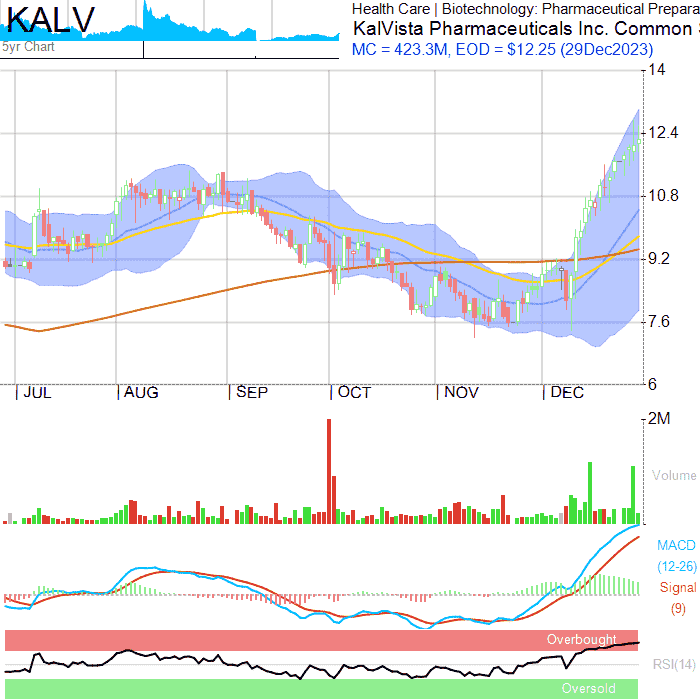 KALV
5yr Chart
Health Care | Biotechnology: Pharmaceutical Prepara
KalVista Pharmaceuticals Inc. Common
MC = 423.3M, EOD = $12.25 (29Dec2023)
14
12.4
10.8
9.2
7.6
6
| JUL | AUG | SEP | OCT | NOV | DEC
2M
Volume
MACD
(12-26)
Signal
(9)
Overbought
RSI(14)
Oversold